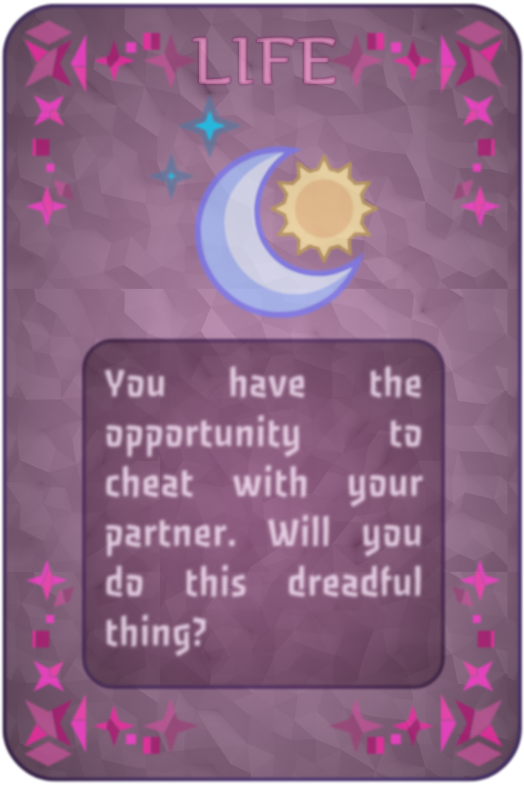 LIFE
You have the
opportunity to
cheat with your
partner. Will you
do this dreadful
thing?